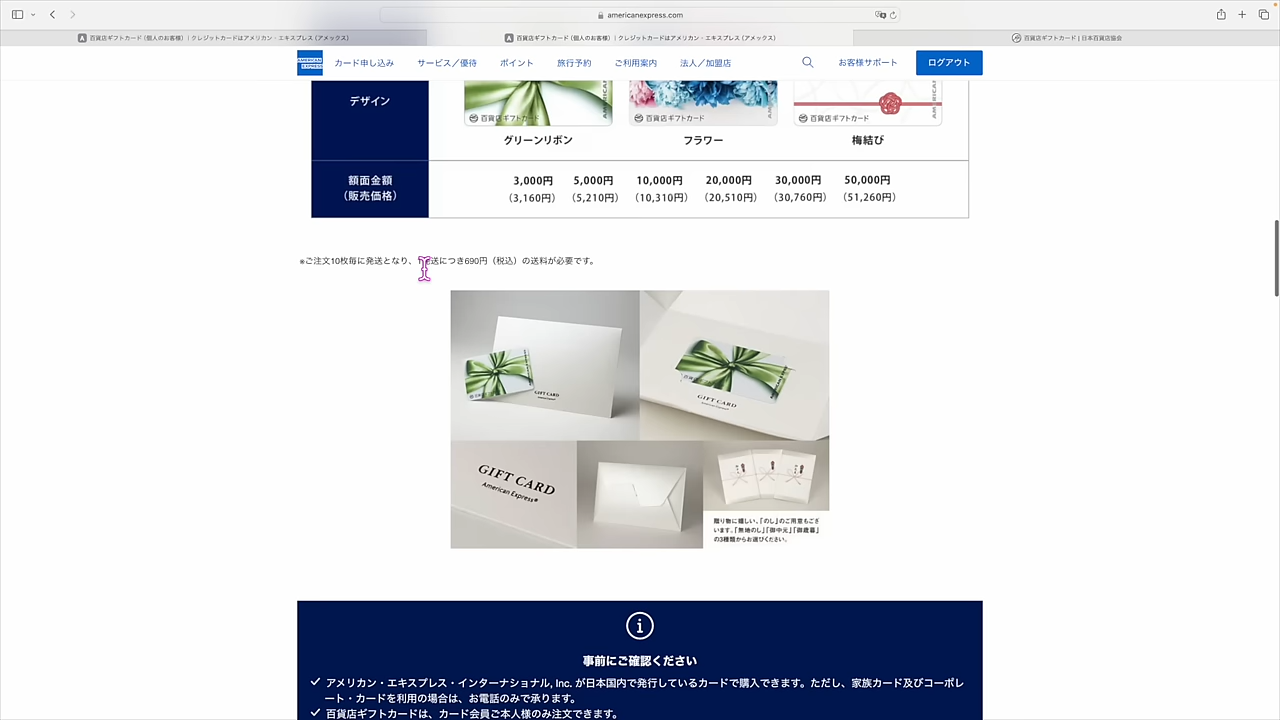 americanexpress.com
百貨店ギフトカード (個人のお客様) | クレジットカードはアメリカン・エキスプレス (アメックス)
百貨店ギフトカード (個人のお客様) | クレジットカードはアメリカン・エキスプレス (アメックス)
百貨店ギフトカード | 日本百貨店協会
AMERICAN EXPRESS
カード申し込み
サービス／優待
ポイント
旅行予約
ご利用案内
法人／加盟店
お客様サポート
ログアウト
デザイン
百貨店ギフトカード
百貨店ギフトカード
百貨店ギフトカード
グリーンリボン
フラワー
梅結び
額面金額
（販売価格）
3,000円 5,000円 10,000円 20,000円 30,000円 50,000円
（3,160円） （5,210円） （10,310円） （20,510円） （30,760円） （51,260円）
※ご注文10枚毎に発送となり、1 送につき690円（税込）の送料が必要です。
GIFT CARD
GIFT CARD
GIFT CARD
American Express®
贈り物に嬉しい、「のし」のご用意もござ
います。「無地のし」「御中元」「御歳暮」
の3種類からお選びください。
事前にご確認ください
アメリカン・エキスプレス・インターナショナル, Inc. が日本国内で発行しているカードで購入できます。ただし、家族カード及びコーポレ
ート・カードを利用の場合は、お電話のみで承ります。
百貨店ギフトカードは、カード会員ご本人様のみ注文できます。